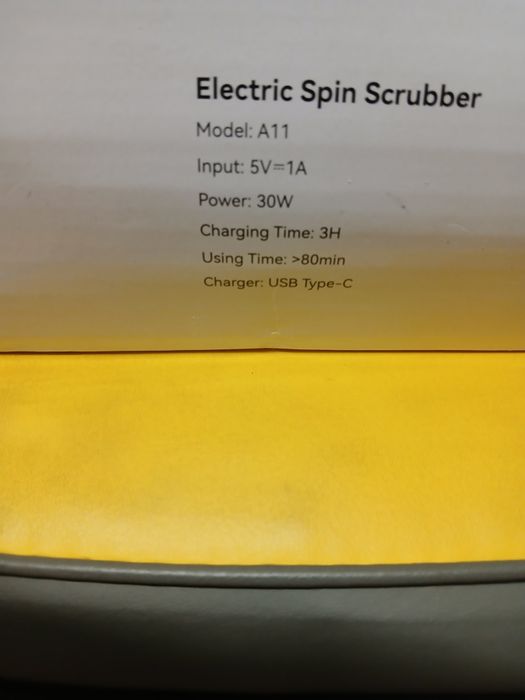 Electric Spin Scrubber
Model: A11
Input: 5V=1A
Power: 30W
Charging Time: 3H
Using Time: >80min
Charger: USB Type-C